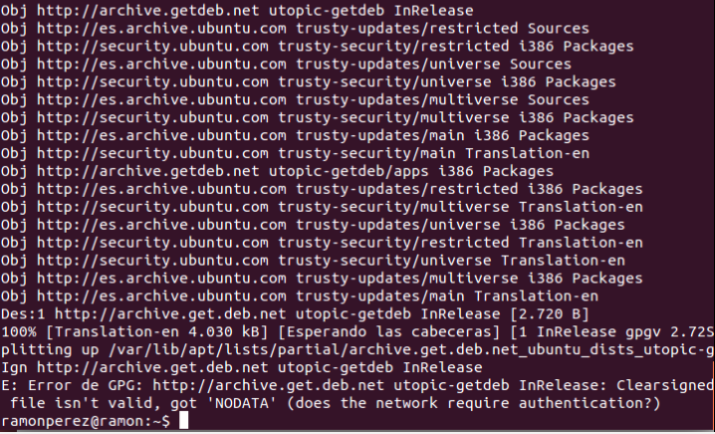 Obj http://archive.getdeb.net utopic-getdeb InRelease
Obj http://es.archive.ubuntu.com trusty-updates/restricted Sources
Obj http://security.ubuntu.com trusty-security/restricted i386 Packages
Obj http://es.archive.ubuntu.com trusty-updates/universe Sources
Obj http://security.ubuntu.com trusty-security/universe i386 Packages
Obj http://es.archive.ubuntu.com trusty-updates/multiverse Sources
Obj http://security.ubuntu.com trusty-security/multiverse i386 Packages
Obj http://es.archive.ubuntu.com trusty-updates/main i386 Packages
Obj http://security.ubuntu.com trusty-security/main Translation-en
Obj http://archive.getdeb.net utopic-getdeb/apps i386 Packages
Obj http://es.archive.ubuntu.com trusty-updates/restricted i386 Packages
Obj http://security.ubuntu.com trusty-security/multiverse Translation-en
Obj http://es.archive.ubuntu.com trusty-updates/universe i386 Packages
Obj http://security.ubuntu.com trusty-security/restricted Translation-en
Obj http://security.ubuntu.com trusty-security/universe Translation-en
Obj http://es.archive.ubuntu.com trusty-updates/multiverse i386 Packages
Obj http://es.archive.ubuntu.com trusty-updates/main Translation-en
Des:1 http://archive.get.deb.net utopic-getdeb InRelease [2.720 B]
100% [Translation-en 4.030 kB] [Esperando las cabeceras] [1 InRelease gpgv 2.72S
plitting up /var/lib/apt/lists/partial/archive.get.deb.net_ubuntu_dists_utopic-g
Ign http://archive.get.deb.net utopic-getdeb InRelease
E: Error de GPG: http://archive.get.deb.net utopic-getdeb InRelease: Clearsigned
file isn't valid, got 'NODATA' (does the network require authentication?)
ramonperez@ramon:~$